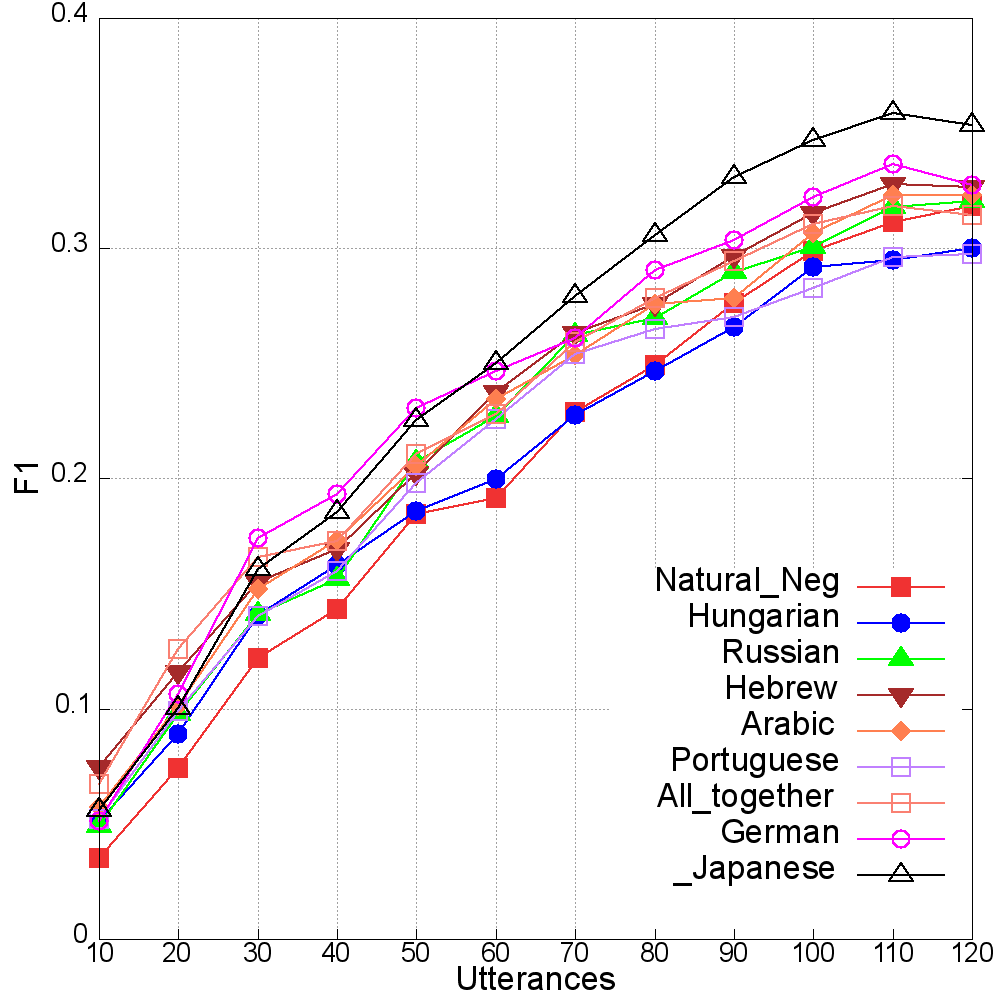 0.4
0.3
0.2
0.1
0
F1
10 20 30 40 50 60 70 80 90 100 110 120
Utterances
Natural_Neg
Hungarian
Russian
Hebrew
Arabic
Portuguese
All_together
German
_Japanese